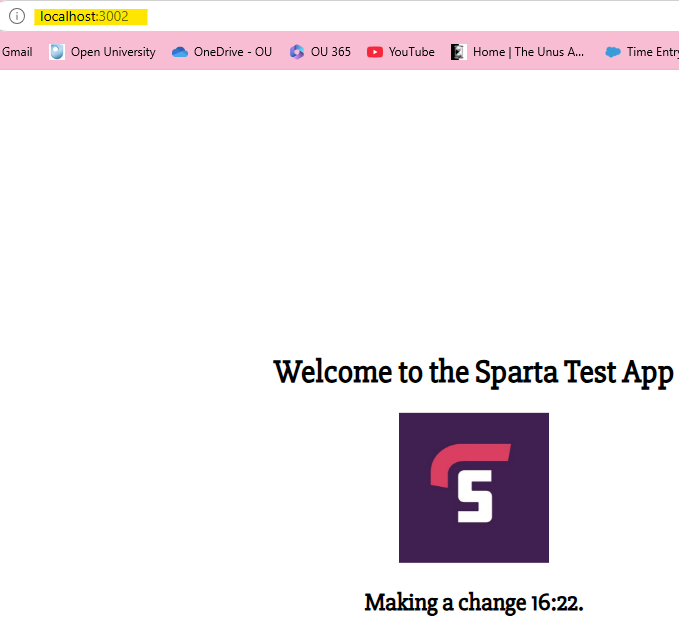 localhost:3002
Gmail Open University OneDrive - OU OU 365 YouTube Home | The Unus A... Time Entry
Welcome to the Sparta Test App
S
Making a change 16:22.